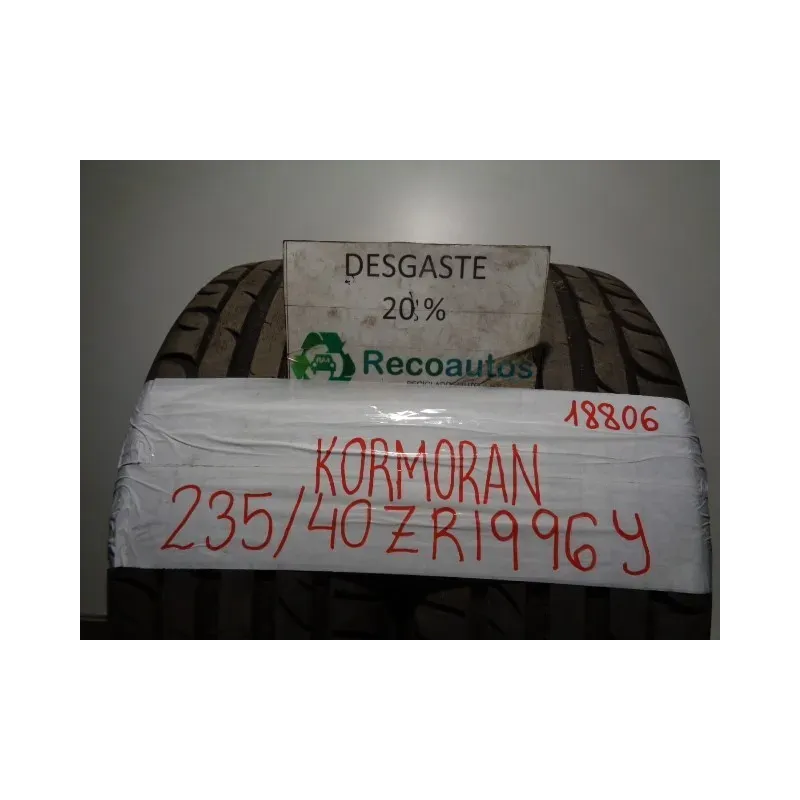 DESGASTE
20%
Recoautos
18806
KORMORAN
235/40ZR1996Y